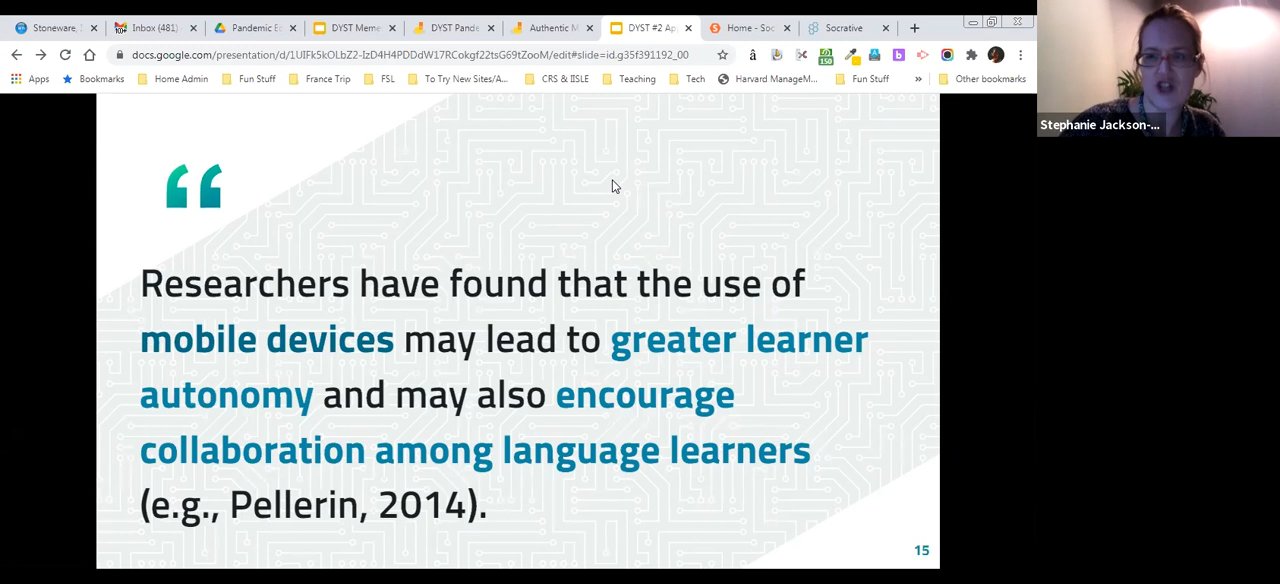 Stoneware,
Inbox (481)
Pandemic E
DYST Meme
DYST Pand
Authentic M
DYST #2 Ap
Home - Soc
Socrative
docs.google.com/presentation/d/1UIFk5kOLbZ2-IzD4H4PDDdW17RCokgf22tsG69tZooM/edit#slide=id.g35f391192_00
â
150
b
Apps
Bookmarks
Home Admin
Fun Stuff
France Trip
FSL
To Try New Sites/A...
CRS & IISLE
Teaching
Tech
Harvard ManageM...
Fun Stuff
»
Other bookmarks
Stephanie Jackson-...
“
Researchers have found that the use of
mobile devices may lead to greater learner
autonomy and may also encourage
collaboration among language learners
(e.g., Pellerin, 2014).
15